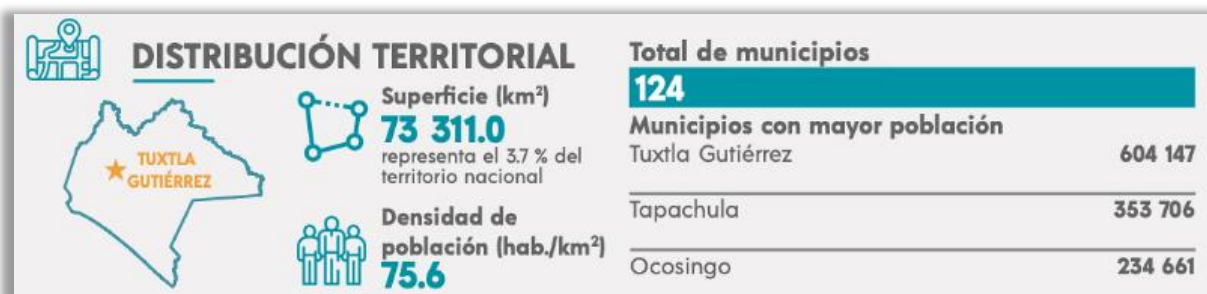 DISTRIBUCIÓN TERRITORIAL
TUXTLA
GUTIÉRREZ
Superficie (km²)
73 311.0
representa el 3.7 % del
territorio nacional
Densidad de
población (hab./km²)
75.6
Total de municipios
124
Municipios con mayor población
Tuxtla Gutiérrez 604 147
Tapachula 353 706
Ocosingo 234 661